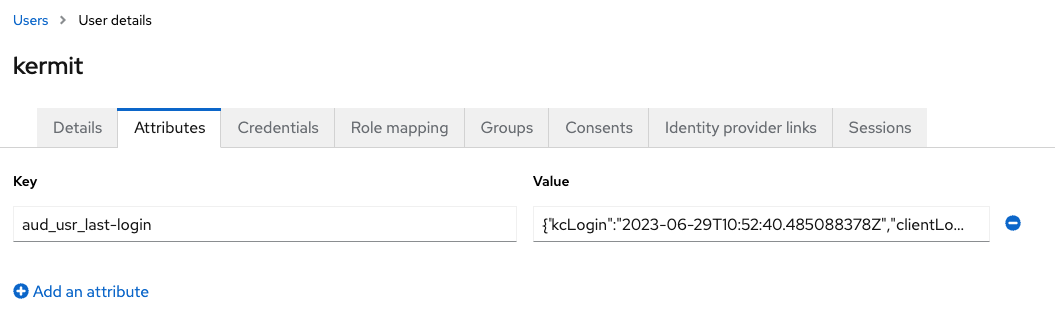 Users > User details
kermit
Details Attributes Credentials Role mapping Groups Consents Identity provider links Sessions
Key Value
aud_usr_last-login {"kcLogin":"2023-06-29T10:52:40.485088378Z","clientLo...
Add an attribute